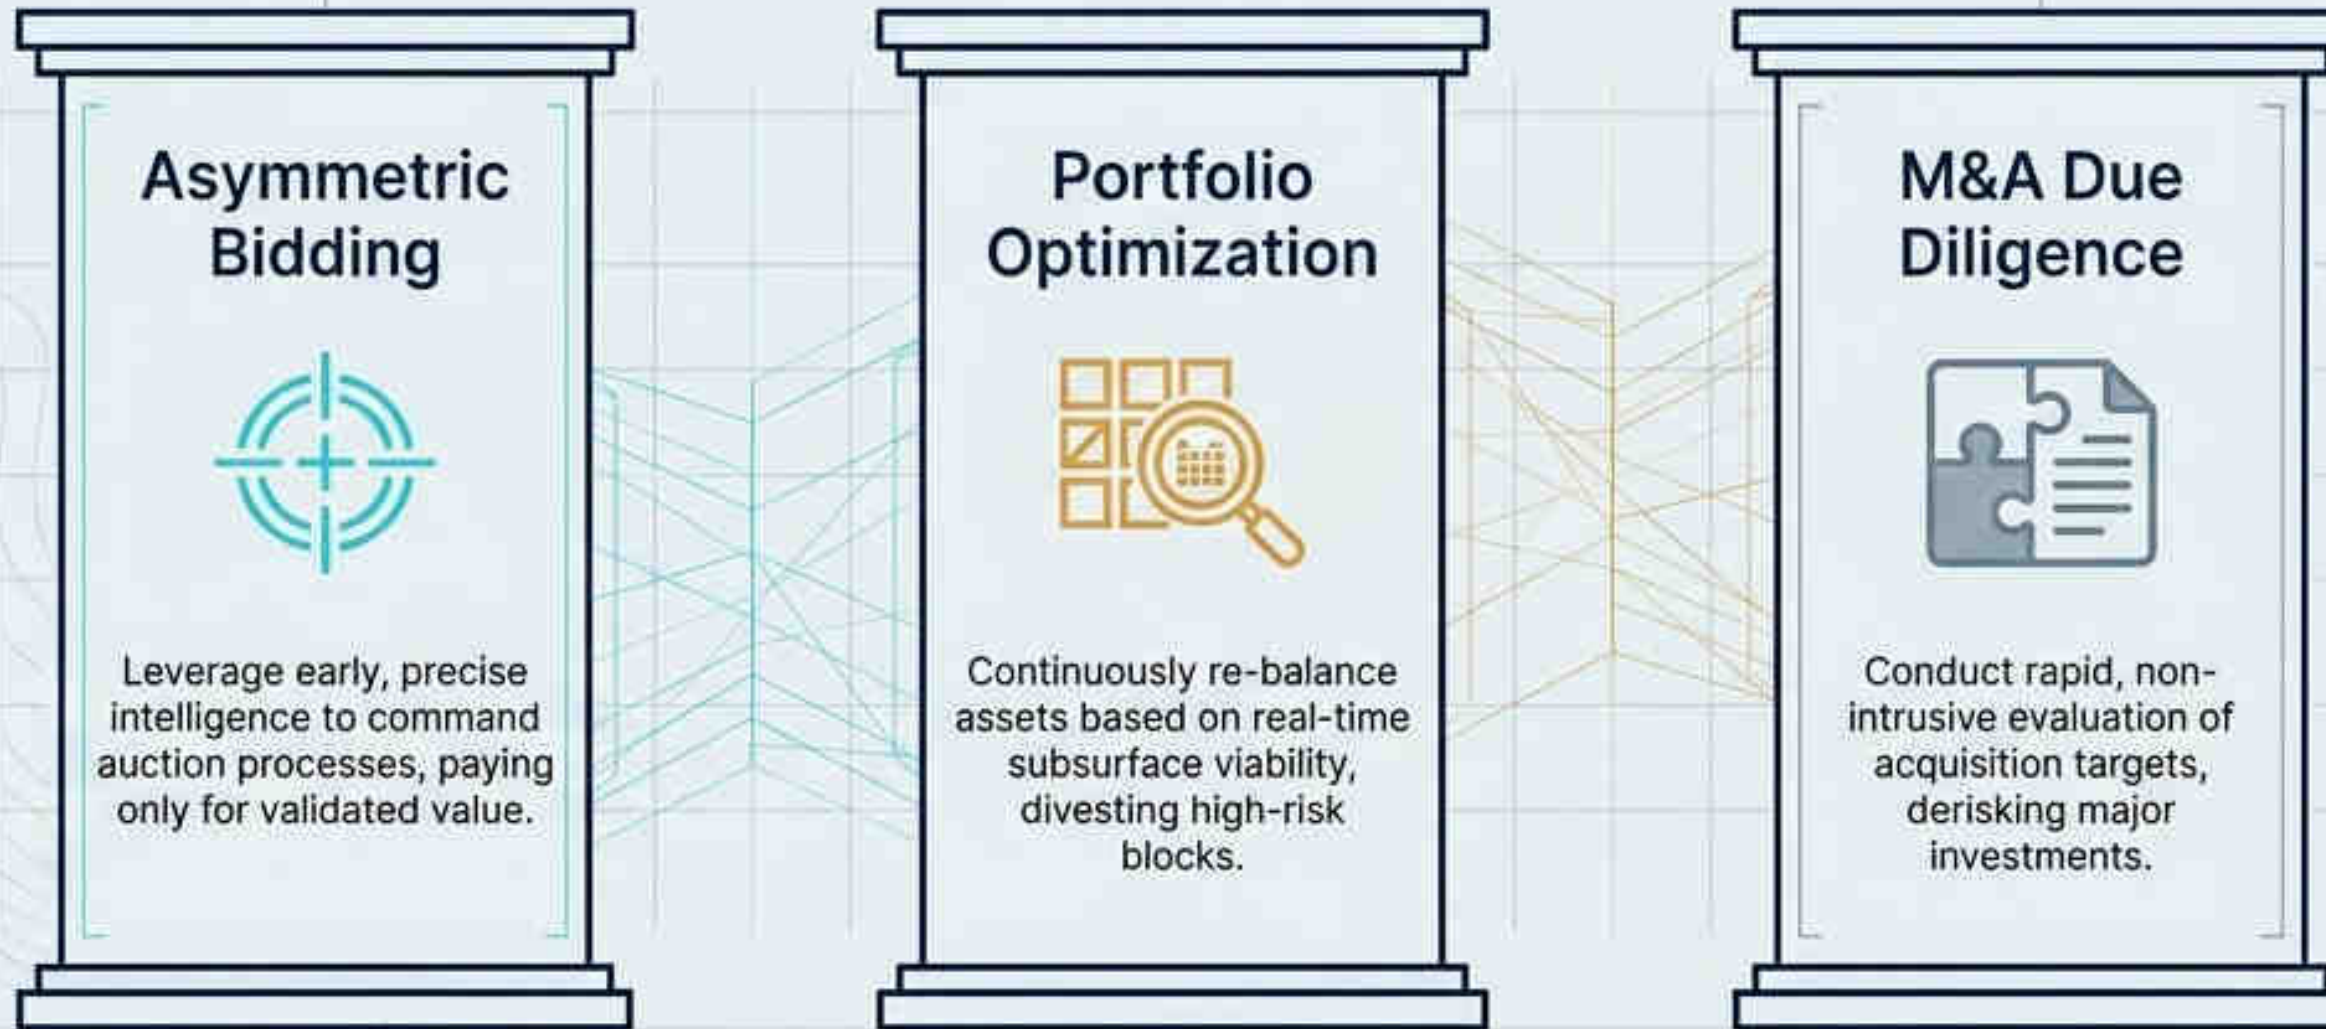 Asymmetric
Bidding
Leverage early, precise
intelligence to command
auction processes, paying
only for validated value.
Portfolio
Optimization
Continuously re-balance
assets based on real-time
subsurface viability,
divesting high-risk
blocks.
M&A Due
Diligence
Conduct rapid, non-
intrusive evaluation of
acquisition targets,
derisking major
investments.